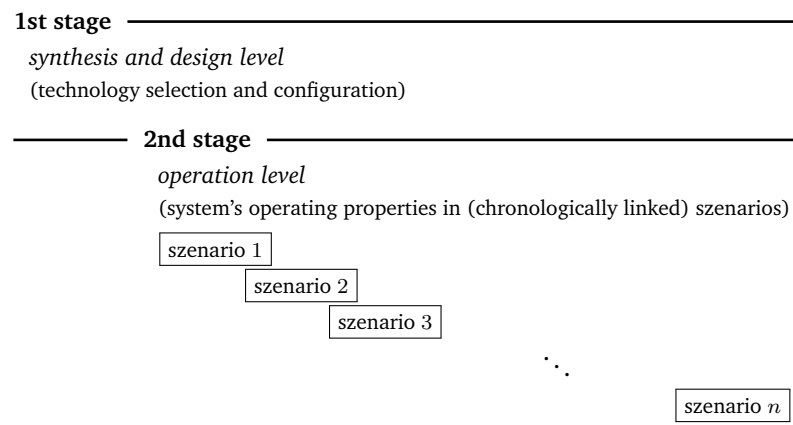 1st stage
synthesis and design level
(technology selection and configuration)
2nd stage
operation level
(system's operating properties in (chronologically linked) szenarios)
szenario 1
szenario 2
szenario 3
szenario n